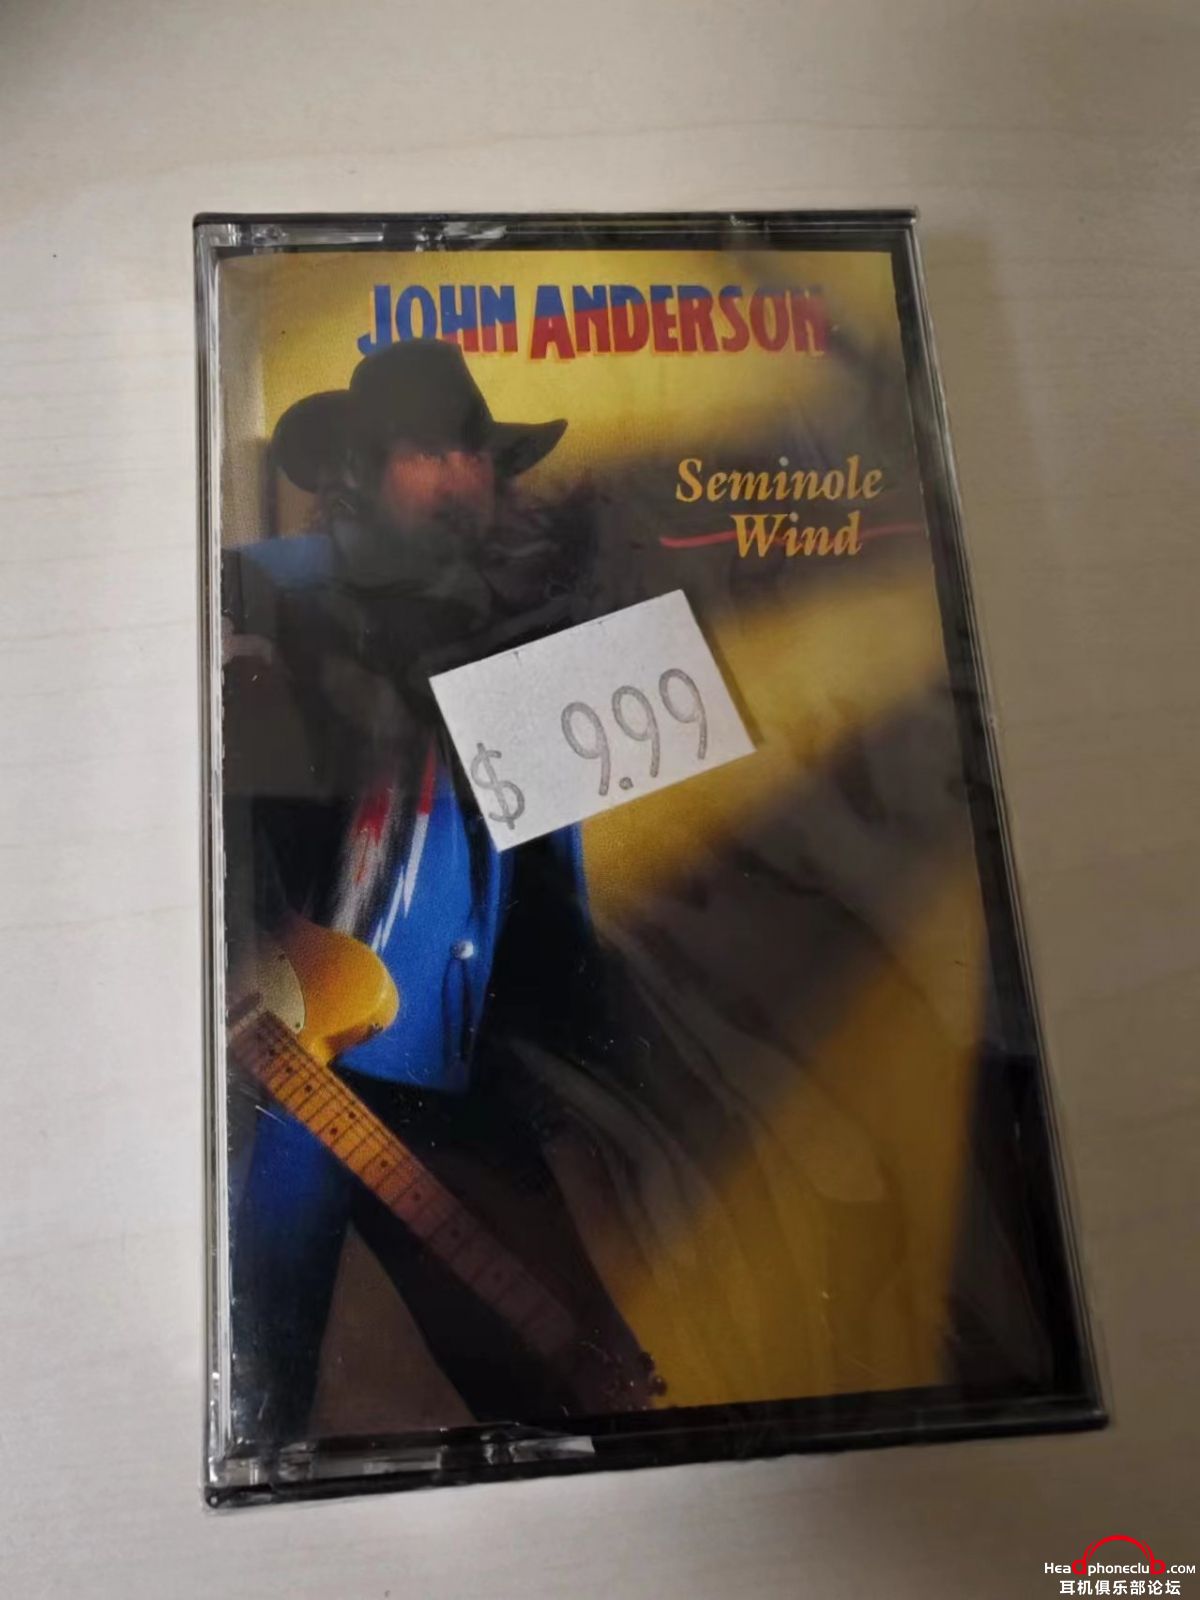 JOHN ANDERSON
Seminole
Wind
$ 9.99
Headphoneclub.com
耳机俱乐部论坛